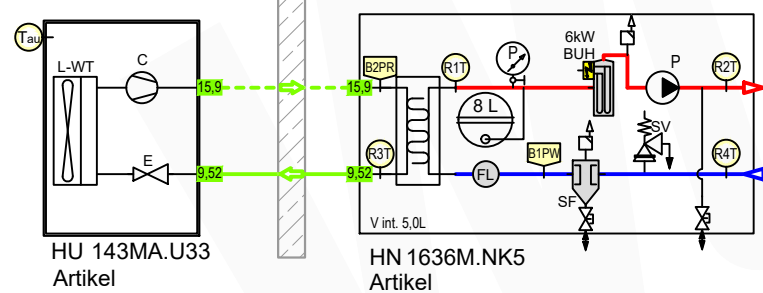 Tau
L-WT
C
E
15,9
9,52
HU 143MA.U33
Artikel
15,9
9,52
B2PR
R3T
R1T
P
8 L
6kW
BUH
P
R2T
FL
B1PW
SF
SV
R4T
V int. 5,0L
HN 1636M.NK5
Artikel